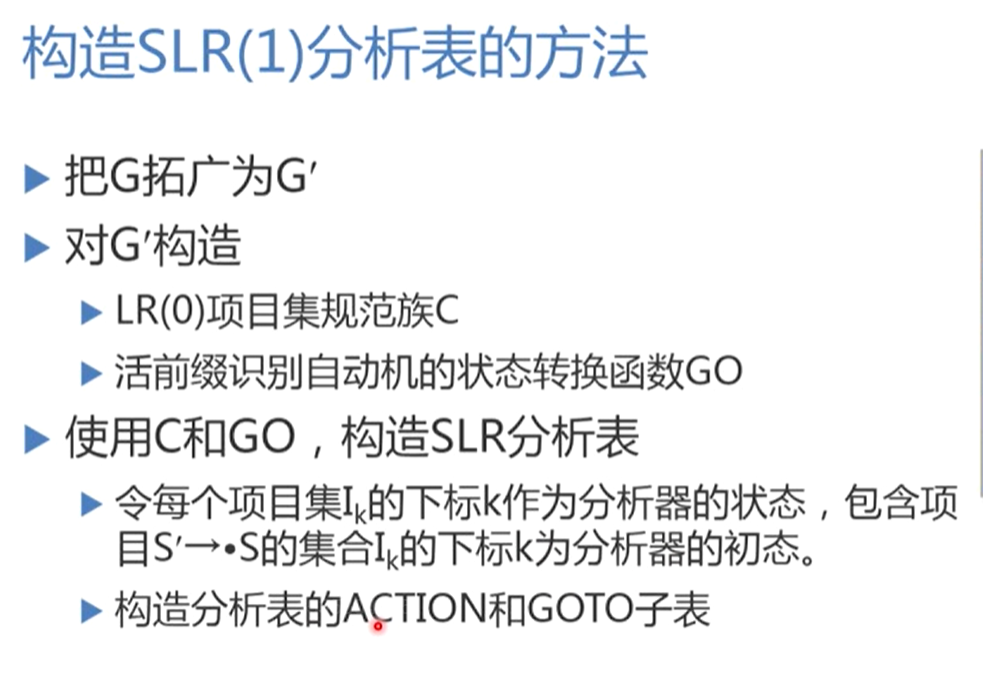 构造SLR(1)分析表的方法
把G拓广为G′
对G′构造
LR(0)项目集规范族C
活前缀识别自动机的状态转换函数GO
使用C和GO，构造SLR分析表
令每个项目集Iₖ的下标k作为分析器的状态，包含项
目S′→•S的集合Iₖ的下标k为分析器的初态。
构造分析表的ACTION和GOTO子表